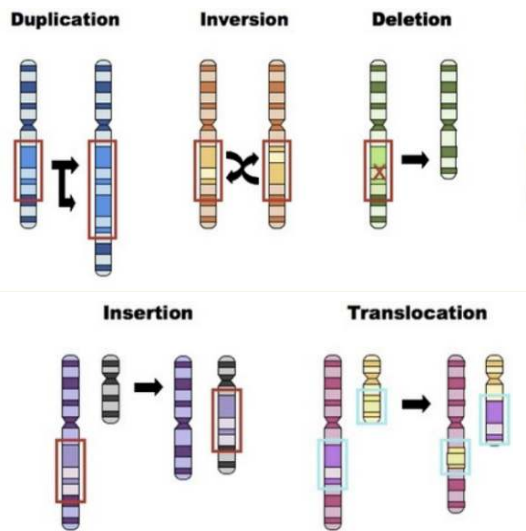 Duplication
Inversion
Deletion
Insertion
Translocation